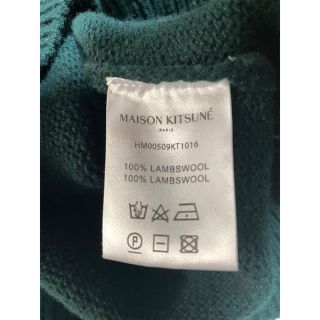 MAISON KITSUNÉ
PARIS
HM00509KT1016
100% LAMBSWOOL
100% LAMBSWOOL
P